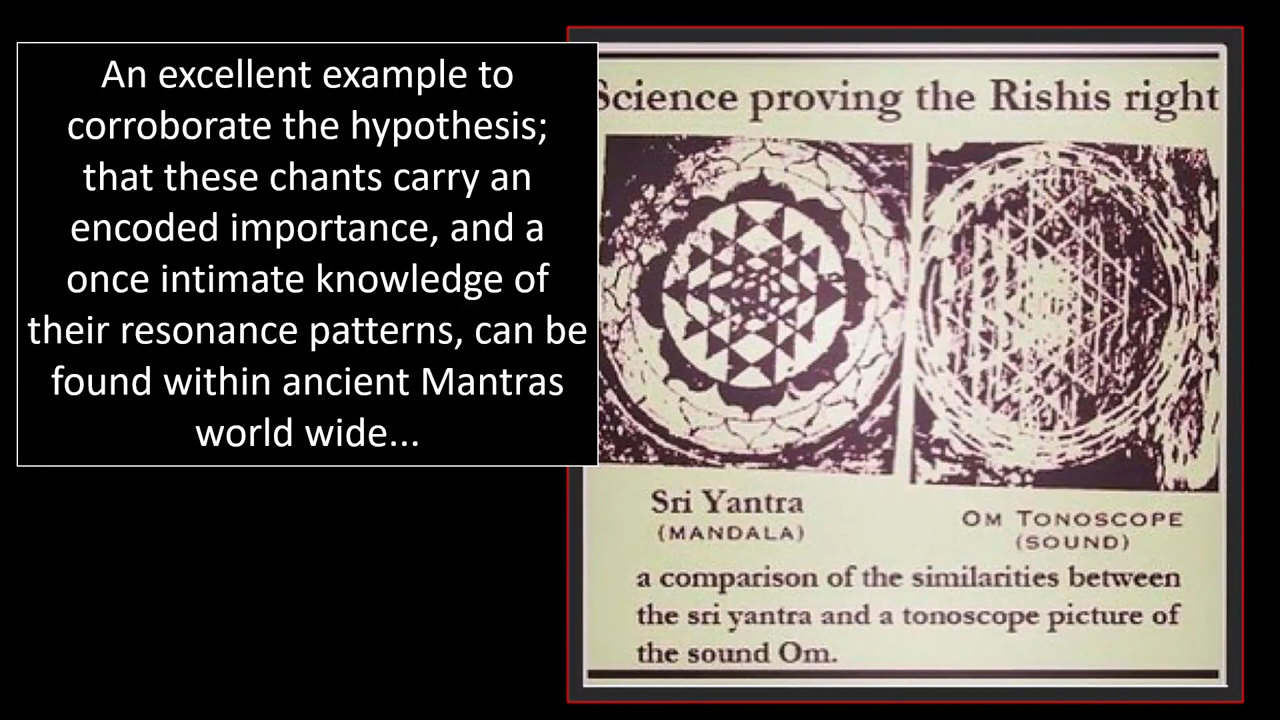 An excellent example to
corroborate the hypothesis;
that these chants carry an
encoded importance, and a
once intimate knowledge of
their resonance patterns, can be
found within ancient Mantras
world wide...
Science proving the Rishis right
Sri Yantra
(MANDALA)
OM TONOSCOPE
(SOUND)
a comparison of the similarities between
the sri yantra and a tonoscope picture of
the sound Om.